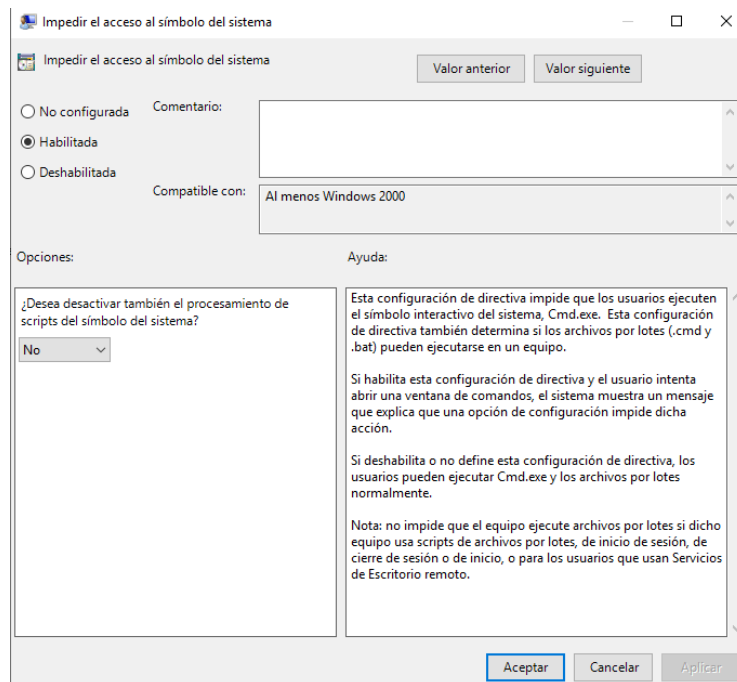 Impedir el acceso al símbolo del sistema
Impedir el acceso al símbolo del sistema
Valor anterior
Valor siguiente
No configurada
Habilitada
Deshabilitada
Comentario:
Compatible con:
Al menos Windows 2000
Opciones:
Ayuda:
¿Desea desactivar también el procesamiento de
scripts del símbolo del sistema?
No
Esta configuración de directiva impide que los usuarios ejecuten
el símbolo interactivo del sistema, Cmd.exe.  Esta configuración
de directiva también determina si los archivos por lotes (.cmd y
.bat) pueden ejecutarse en un equipo.
Si habilita esta configuración de directiva y el usuario intenta
abrir una ventana de comandos, el sistema muestra un mensaje
que explica que una opción de configuración impide dicha
acción.
Si deshabilita o no define esta configuración de directiva, los
usuarios pueden ejecutar Cmd.exe y los archivos por lotes
normalmente.
Nota: no impide que el equipo ejecute archivos por lotes si dicho
equipo usa scripts de archivos por lotes, de inicio de sesión, de
cierre de sesión o de inicio, o para los usuarios que usan Servicios
de Escritorio remoto.
Aceptar
Cancelar
Aplicar